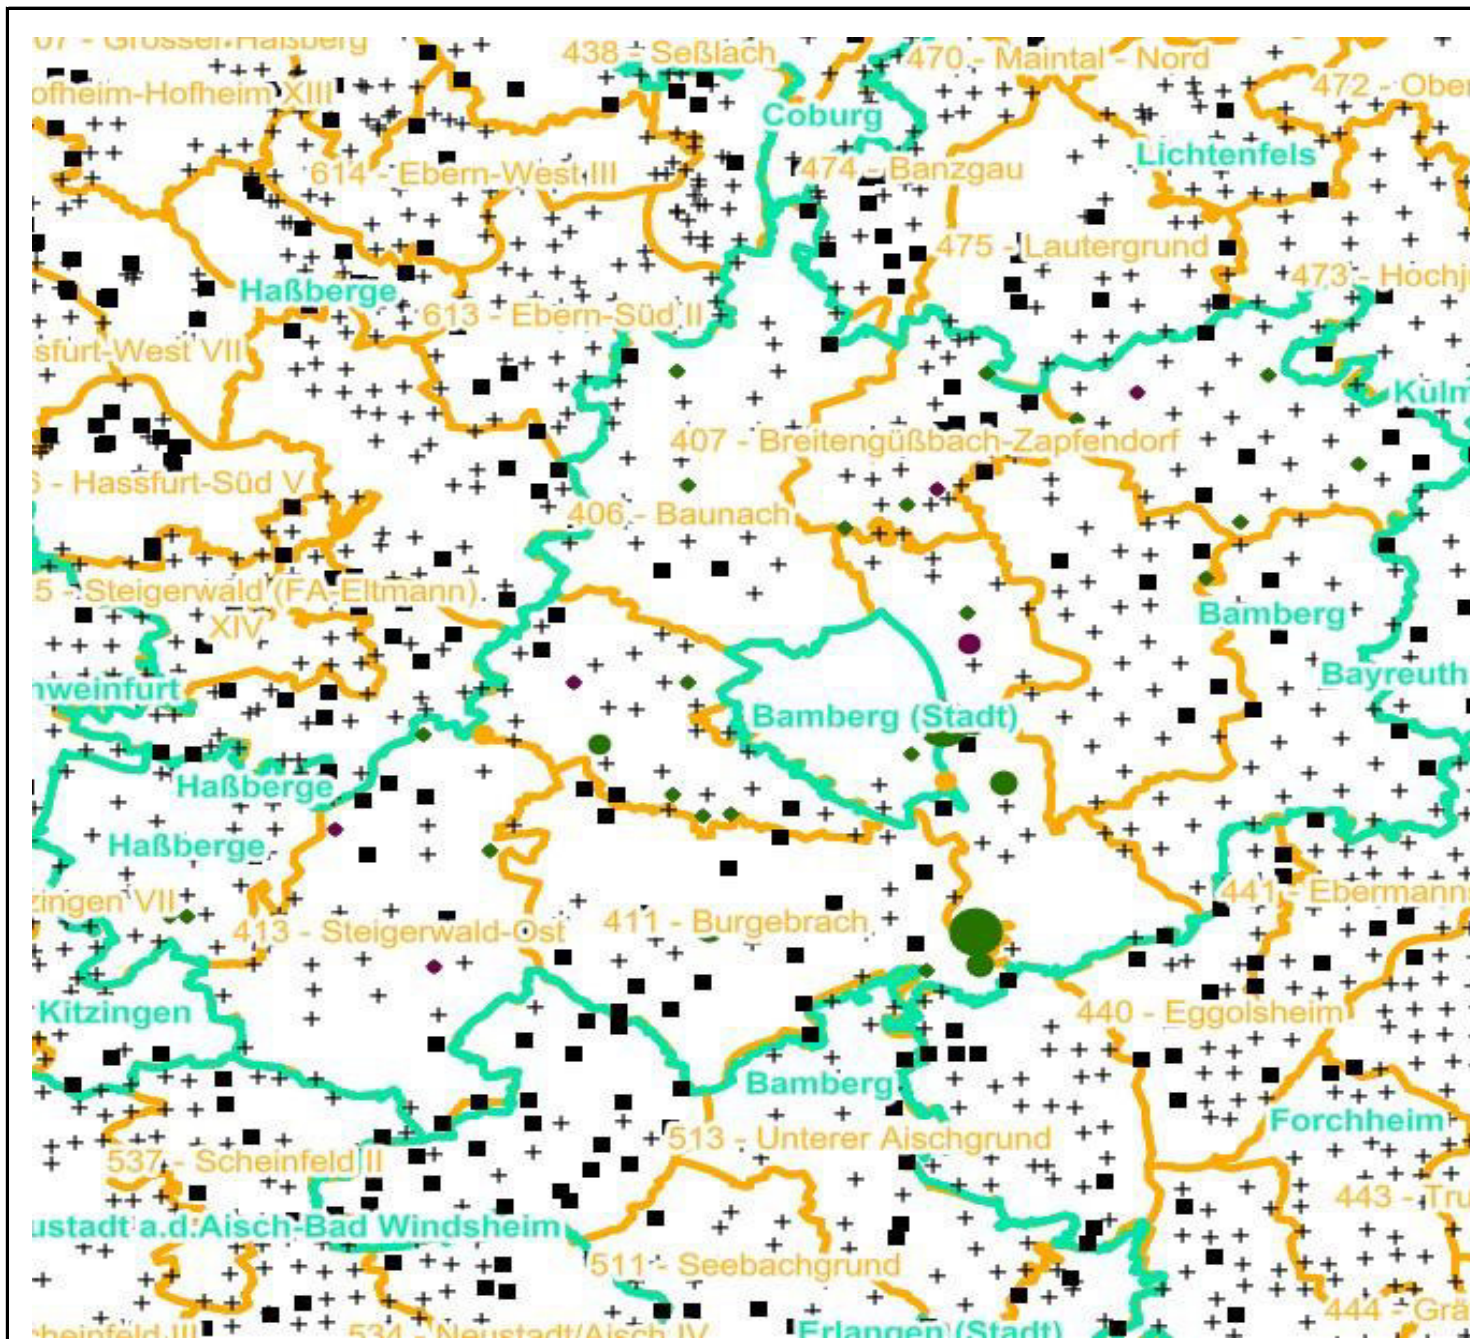 438 - Seßlach
470 - Maintal - Nord
472 - Ober
ofheim-Hofheim XIII
Coburg
Lichtenfels
614 - Ebern-West III
474 - Banzgau
475 - Lautergrund
473 - Hochj
Haßberge
613 - Ebern-Süd II
sfurt-West VII
Kulm
407 - Breitengüßbach-Zapfendorf
6 - Hassfurt-Süd V
406 - Baunach
5 - Steigerwald (FA-Eltmann)
XIV
Bamberg
Bayreuth
hweinfurt
Bamberg (Stadt)
Haßberge
Haßberge
zingen VII
441 - Ebermanns
413 - Steigerwald-Ost
411 - Burgebrach
Kitzingen
440 - Eggolsheim
Bamberg
Forchheim
513 - Unterer Aischgrund
537 - Scheinfeld II
443 - Tru
ustadt a.d.Aisch-Bad Windsheim
511 - Seebachgrund
444 - Grä
cheinfeld III
534 - Neustadt/Aisch IV
Erlangen (Stadt)